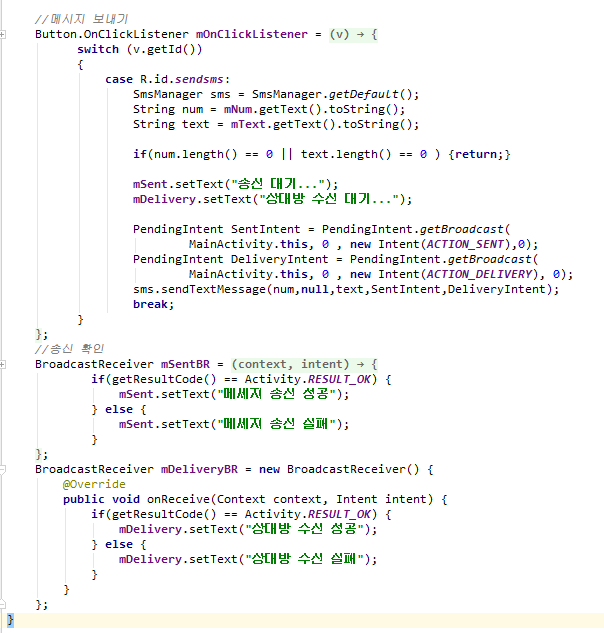 //메시지 보내기
Button.OnClickListener mOnClickListener = (v) → {
switch (v.getId())
{
case R.id.sendsms:
SmsManager sms = SmsManager.getDefault();
String num = mNum.getText().toString();
String text = mText.getText().toString();
if(num.length() == 0 || text.length() == 0 ) {return;}
mSent.setText("송신 대기...");
mDelivery.setText("상대방 수신 대기...");
PendingIntent SentIntent = PendingIntent.getBroadcast(
MainActivity.this, 0 , new Intent(ACTION_SENT),0);
PendingIntent DeliveryIntent = PendingIntent.getBroadcast(
MainActivity.this, 0 , new Intent(ACTION_DELIVERY), 0);
sms.sendTextMessage(num,null,text,SentIntent,DeliveryIntent);
break;
}
};
//송신 확인
BroadcastReceiver mSentBR = (context, intent) → {
if(getResultCode() == Activity.RESULT_OK) {
mSent.setText("메세지 송신 성공");
} else {
mSent.setText("메세지 송신 실패");
}
};
BroadcastReceiver mDeliveryBR = new BroadcastReceiver() {
@Override
public void onReceive(Context context, Intent intent) {
if(getResultCode() == Activity.RESULT_OK) {
mDelivery.setText("상대방 수신 성공");
} else {
mDelivery.setText("상대방 수신 실패");
}
}
};
}